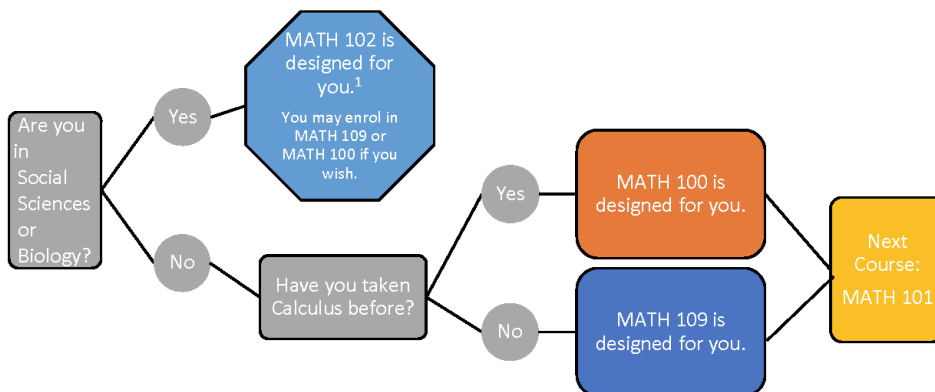 Are you
in
Social
Sciences
or
Biology?
Yes
MATH 102 is
designed for
you.1
You may enrol in
MATH 109 or
MATH 100 if you
wish.
No
Have you taken
Calculus before?
Yes
MATH 100 is
designed for you.
No
MATH 109 is
designed for you.
Next
Course:
MATH 101